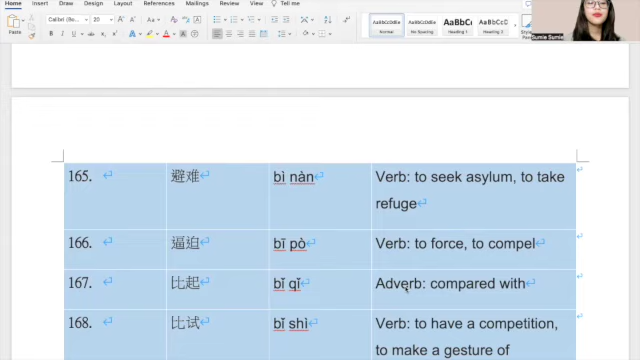 Home Insert Draw Design Layout References Mailings Review View Tell me
Calibri (Bo... 20
Paste
AaBbCcDdEe AaBbCcDdEe AaBbCc AaBbCcD
Normal No Spacing Heading 1 Heading 2
Sumie Sumie
165. 避难 bì nàn Verb: to seek asylum, to take
refuge
166. 逼迫 bī pò Verb: to force, to compel
167. 比起 bǐ qǐ Adverb: compared with
168. 比试 bǐ shì Verb: to have a competition,
to make a gesture of